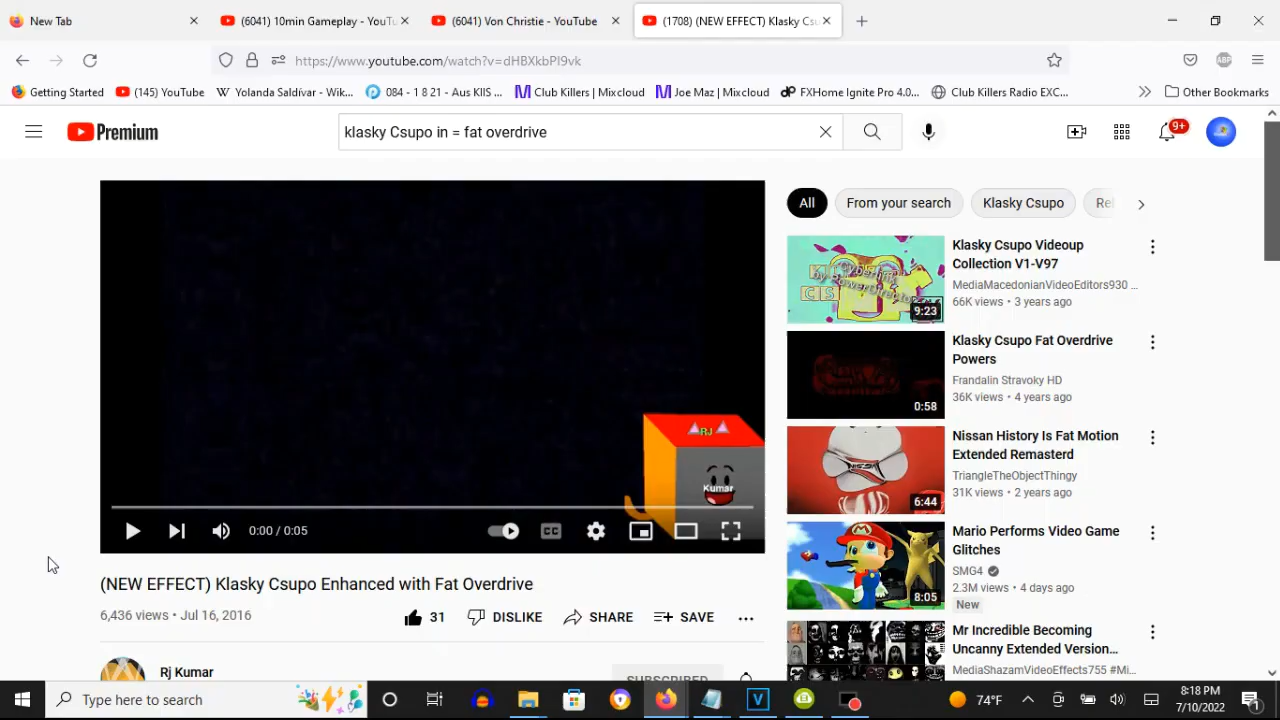 New Tab
(6041) 10min Gameplay - YouTu
(6041) Von Christie - YouTube
(1708) (NEW EFFECT) Klasky Csu
https://www.youtube.com/watch?v=dHBXkbPI9vk
ABP
Getting Started
(145) YouTube
Yolanda Saldívar - Wik...
084 - 1 8 21 - Aus KIIS ...
Club Killers | Mixcloud
Joe Maz | Mixcloud
FXHome Ignite Pro 4.0...
Club Killers Radio EXC...
Other Bookmarks
Premium
klasky Csupo in = fat overdrive
9+
RJ
Kumar
0:00 / 0:05
CC
(NEW EFFECT) Klasky Csupo Enhanced with Fat Overdrive
6,436 views • Jul 16, 2016
31
DISLIKE
SHARE
SAVE
Rj Kumar
SUBSCRIBED
All
From your search
Klasky Csupo
Rel
Klasky Csupo Videoup
Collection V1-V97
MediaMacedonianVideoEditors930 ...
66K views • 3 years ago
9:23
Klasky Csupo Fat Overdrive
Powers
Frandalin Stravoky HD
36K views • 4 years ago
0:58
Nissan History Is Fat Motion
Extended Remasterd
TriangleTheObjectThingy
31K views • 2 years ago
6:44
Mario Performs Video Game
Glitches
SMG4
2.3M views • 4 days ago
New
8:05
Mr Incredible Becoming
Uncanny Extended Version...
MediaShazamVideoEffects755 #Mi...
Type here to search
74°F
8:18 PM
7/10/2022